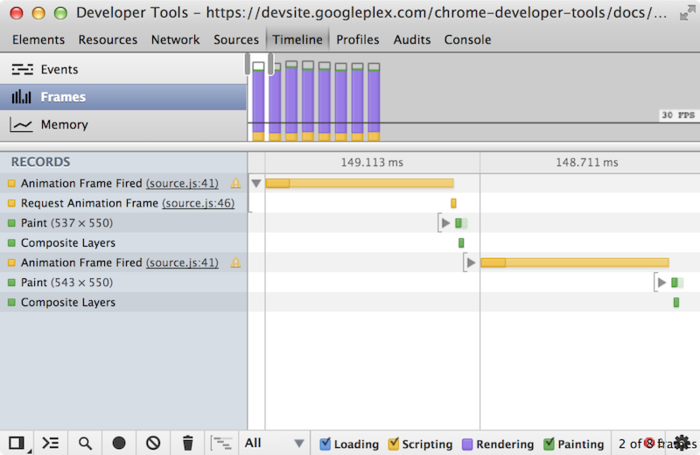 Developer Tools - https://devsite.googleplex.com/chrome-developer-tools/docs/...
Elements Resources Network Sources Timeline Profiles Audits Console
Events
Frames
Memory
30 FPS
RECORDS 149.113 ms 148.711 ms
Animation Frame Fired (source.js:41)
Request Animation Frame (source.js:46)
Paint (537 × 550)
Composite Layers
Animation Frame Fired (source.js:41)
Paint (543 × 550)
Composite Layers
All Loading Scripting Rendering Painting 2 of frames